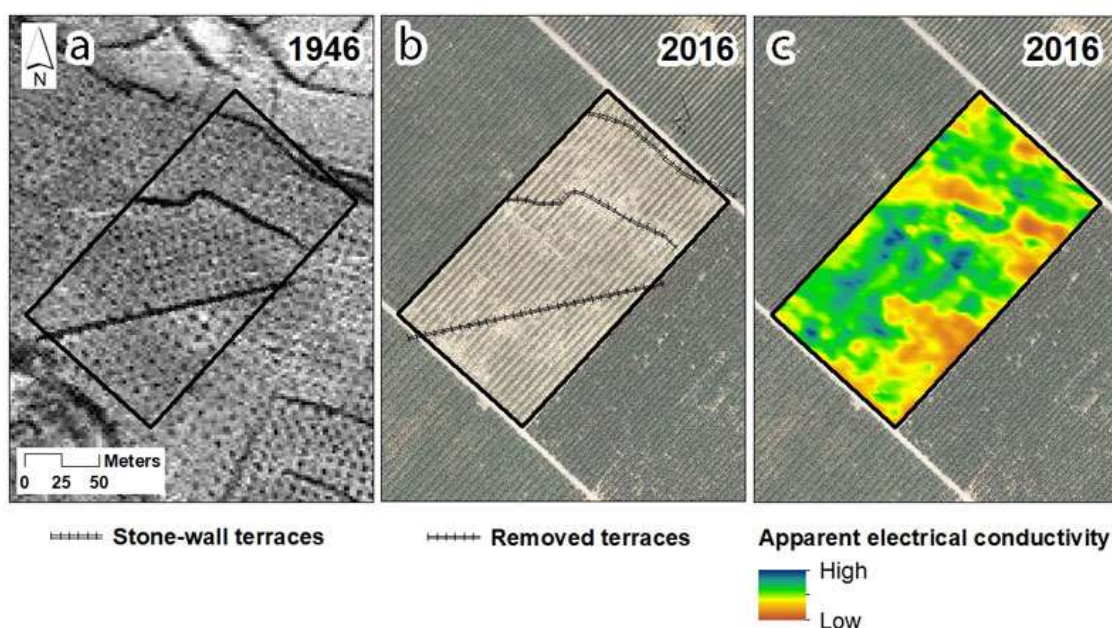 a
1946
b
2016
c
2016
N
Meters
0 25 50
Stone-wall terraces
Removed terraces
Apparent electrical conductivity
High
Low